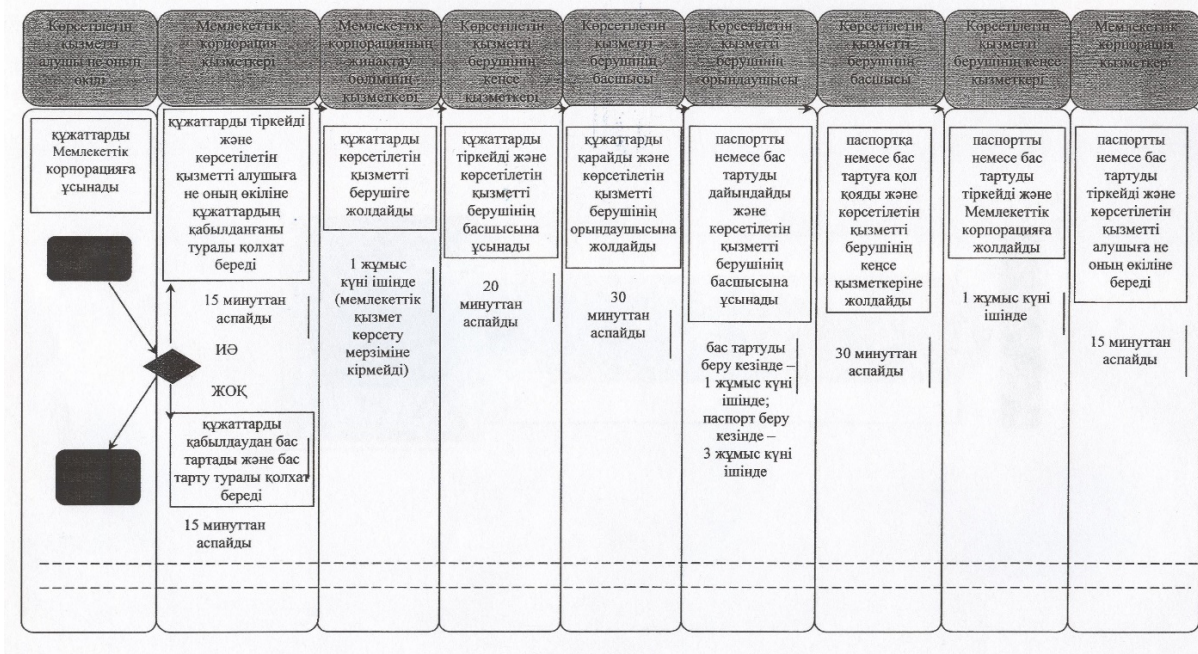 Көрсетілетін
қызметті
алушы не оның
өкілі
Мемлекеттік
корпорация
қызметкері
Мемлекеттік
корпорацияның
жинақтау
бөлімінің
қызметкері
Көрсетілетін
қызметті
берушінің
кеңсе
қызметкері
Көрсетілетін
қызметті
берушінің
басшысы
Көрсетілетін
қызметті
берушінің
орындаушысы
Көрсетілетін
қызметті
берушінің
басшысы
Көрсетілетін
қызметті
берушінің кеңсе
қызметкері
Мемлекеттік
корпорация
қызметкері
құжаттарды
Мемлекеттік
корпорацияға
ұсынады
құжаттарды тіркейді
және
көрсетілетін
қызметті алушыға
не оның өкіліне
құжаттардың
қабылданғаны
туралы қолхат
береді
15 минуттан
аспайды
ИӘ
ЖОҚ
құжаттарды
қабылдаудан бас
тартады және бас
тарту туралы қолхат
береді
15 минуттан
аспайды
құжаттарды
көрсетілетін
қызметті
берушіге
жолдайды
1 жұмыс
күні ішінде
(мемлекеттік
қызмет
көрсету
мерзіміне
кірмейді)
құжаттарды
тіркейді және
көрсетілетін
қызметті
берушінің
басшысына
ұсынады
20
минуттан
аспайды
құжаттарды
қарайды және
көрсетілетін
қызметті
берушінің
орындаушысына
жолдайды
30
минуттан
аспайды
паспортты
немесе бас
тартуды
дайындайды
және
көрсетілетін
қызметті
берушінің
басшысына
ұсынады
бас тартуды
беру кезінде –
1 жұмыс күні
ішінде;
паспорт беру
кезінде –
3 жұмыс күні
ішінде
паспортқа
немесе бас
тартуға қол
қояды және
көрсетілетін
қызметті
берушінің
кеңсе
қызметкеріне
жолдайды
30 минуттан
аспайды
паспортты
немесе бас
тартуды
тіркейді және
Мемлекеттік
корпорацияға
жолдайды
1 жұмыс күні
ішінде
паспортты
немесе бас
тартуды
тіркейді және
көрсетілетін
қызметті
алушыға не
оның өкіліне
береді
15 минуттан
аспайды